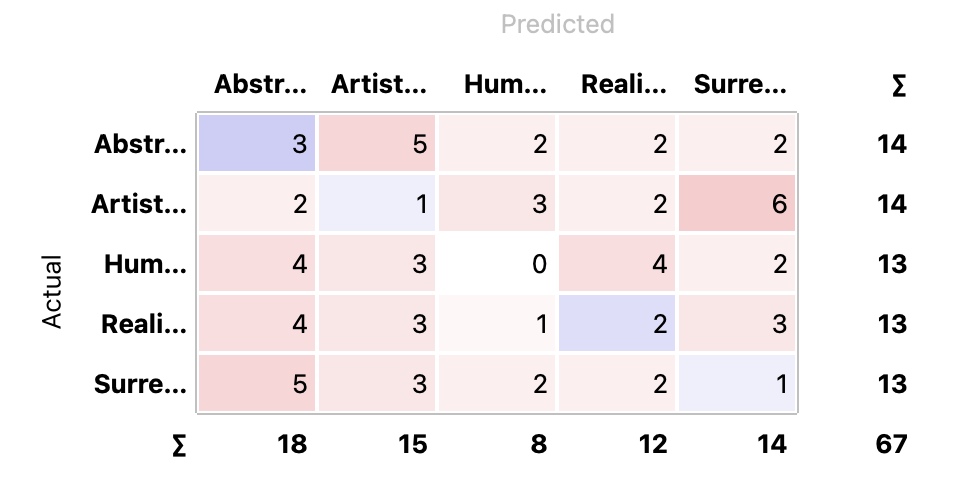 Predicted
Abstr... Artist... Hum... Reali... Surre... Σ
Abstr... 3 5 2 2 2 14
Artist... 2 1 3 2 6 14
Hum... 4 3 0 4 2 13
Reali... 4 3 1 2 3 13
Surre... 5 3 2 2 1 13
Σ 18 15 8 12 14 67
Actual